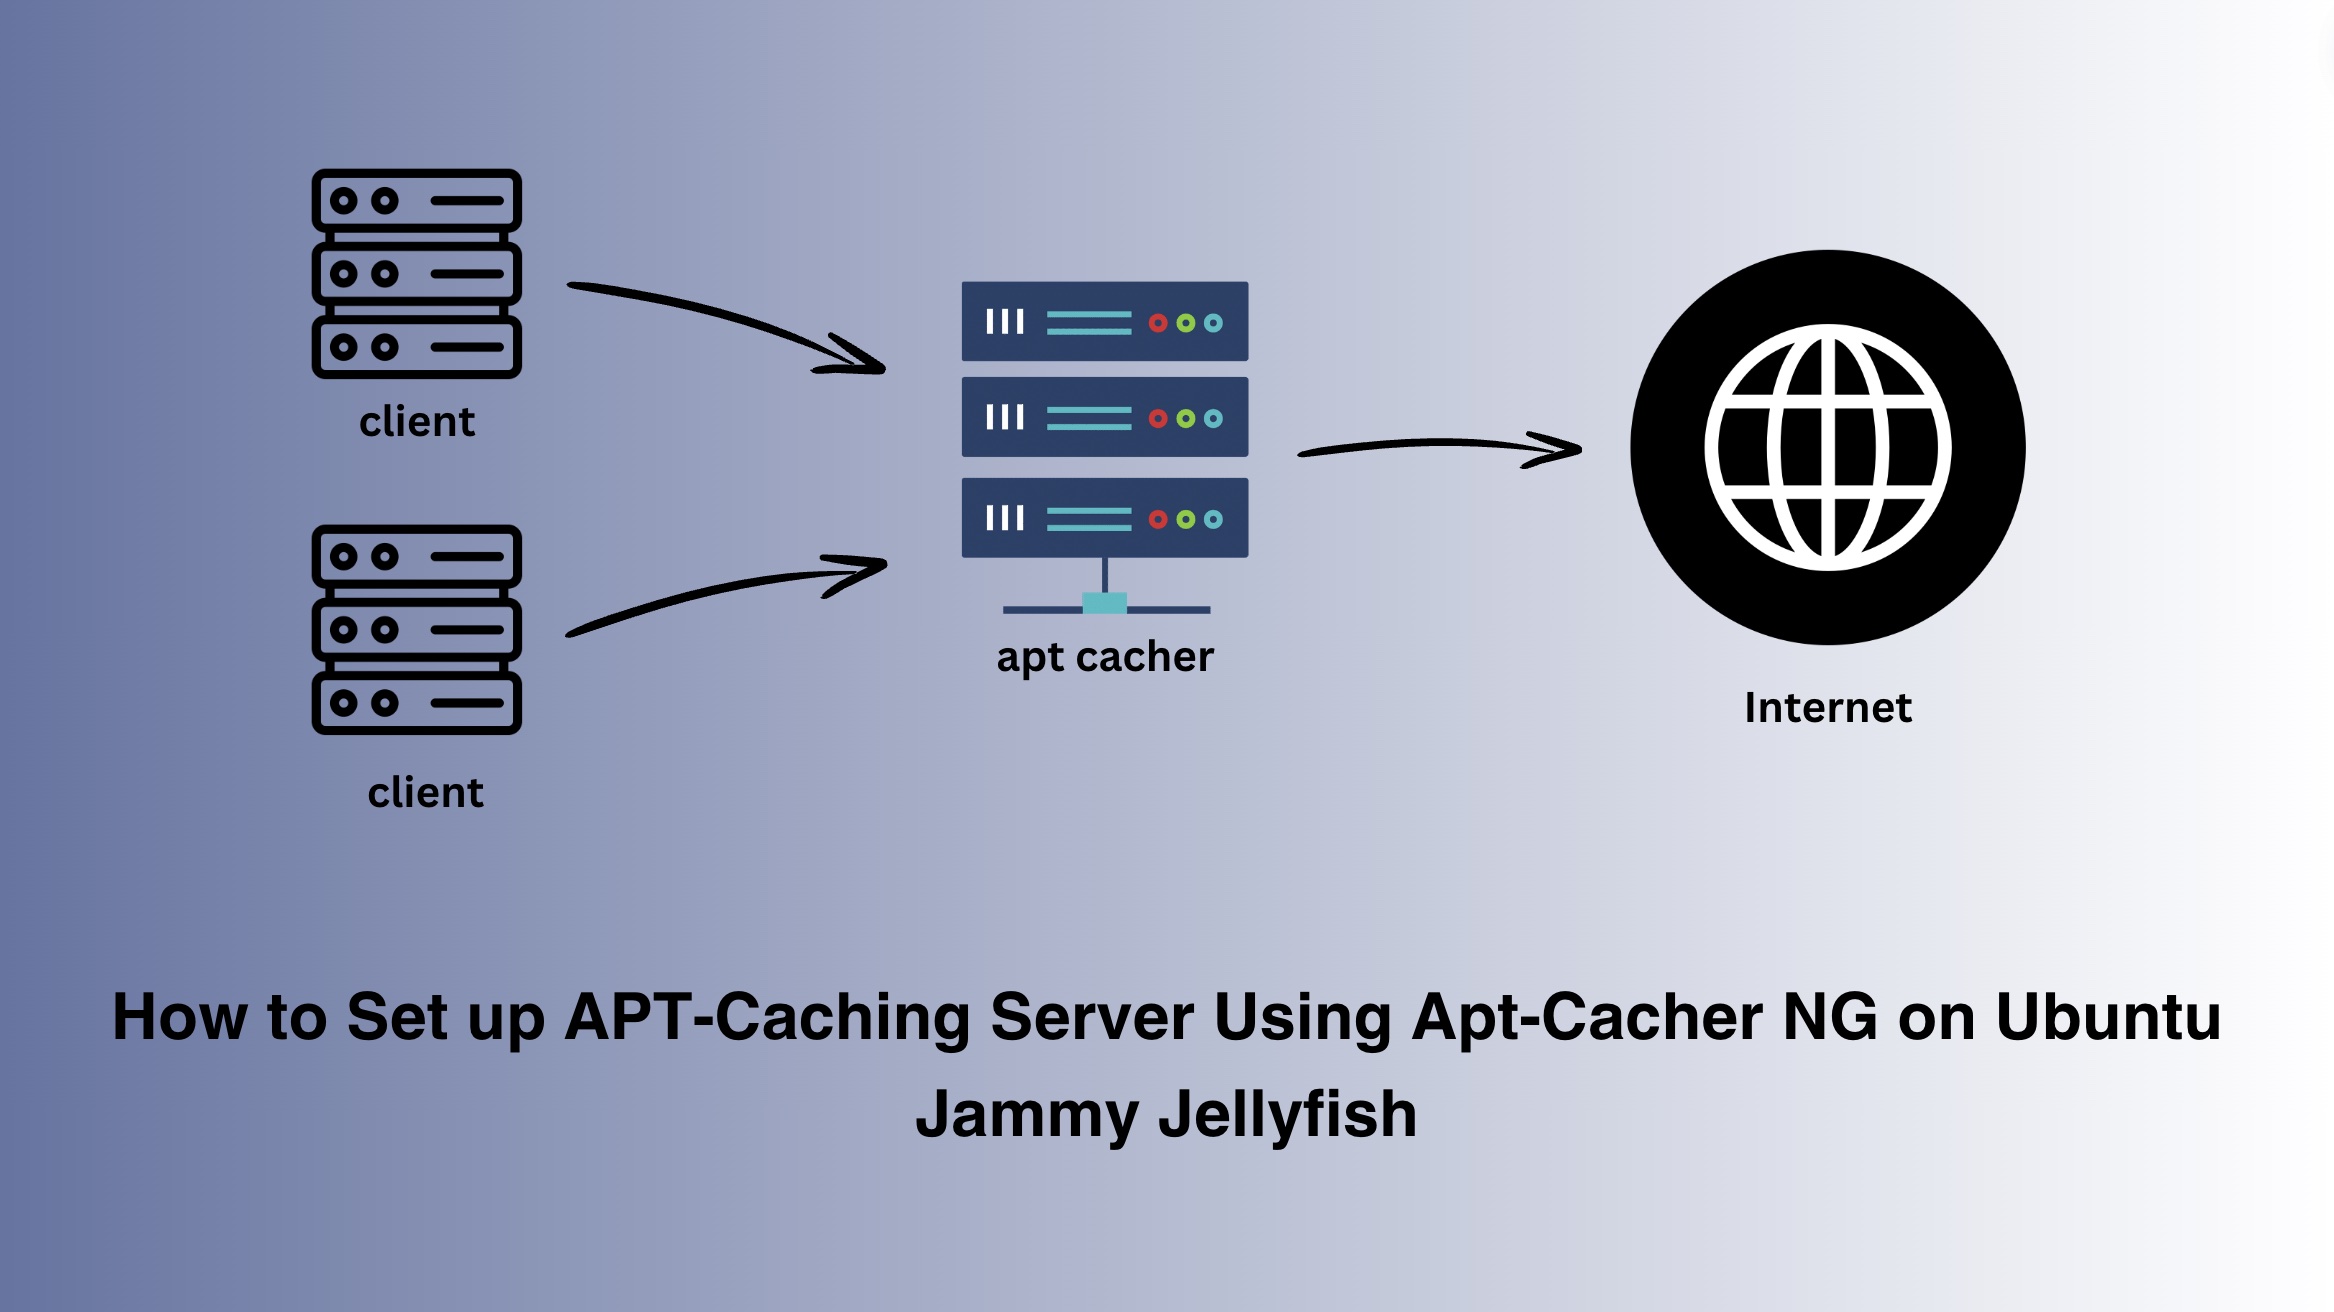 client
client
apt cacher
Internet
How to Set up APT-Caching Server Using Apt-Cacher NG on Ubuntu
Jammy Jellyfish